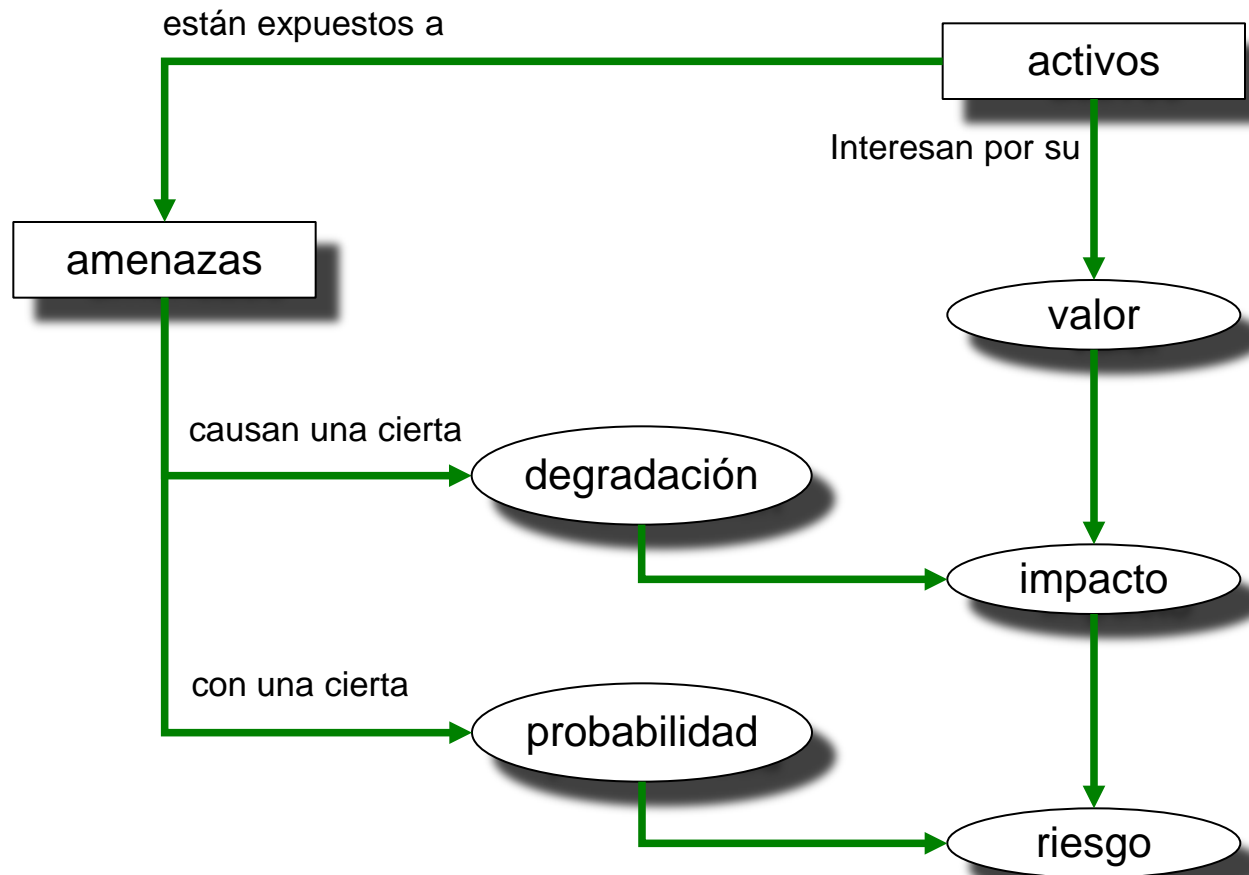 están expuestos a
activos
Interesan por su
amenazas
valor
causan una cierta
degradación
impacto
con una cierta
probabilidad
riesgo